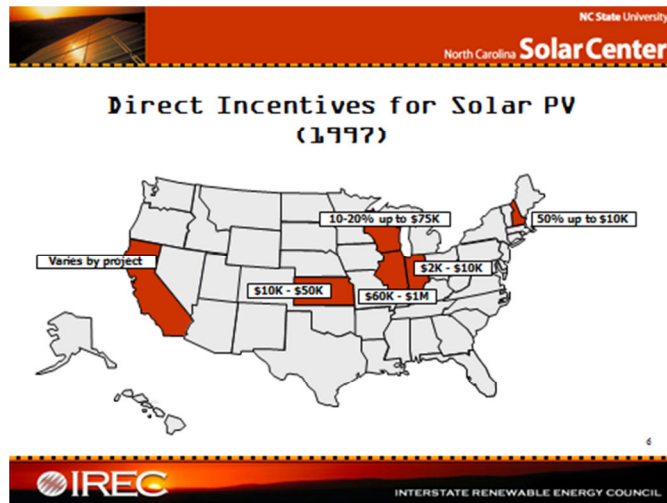 NC State University
North Carolina Solar Center
Direct Incentives for Solar PV
(1997)
10-20% up to $75K
50% up to $10K
Varies by project
$2K - $10K
$10K - $50K
$60K - $1M
6
IREC
INTERSTATE RENEWABLE ENERGY COUNCIL